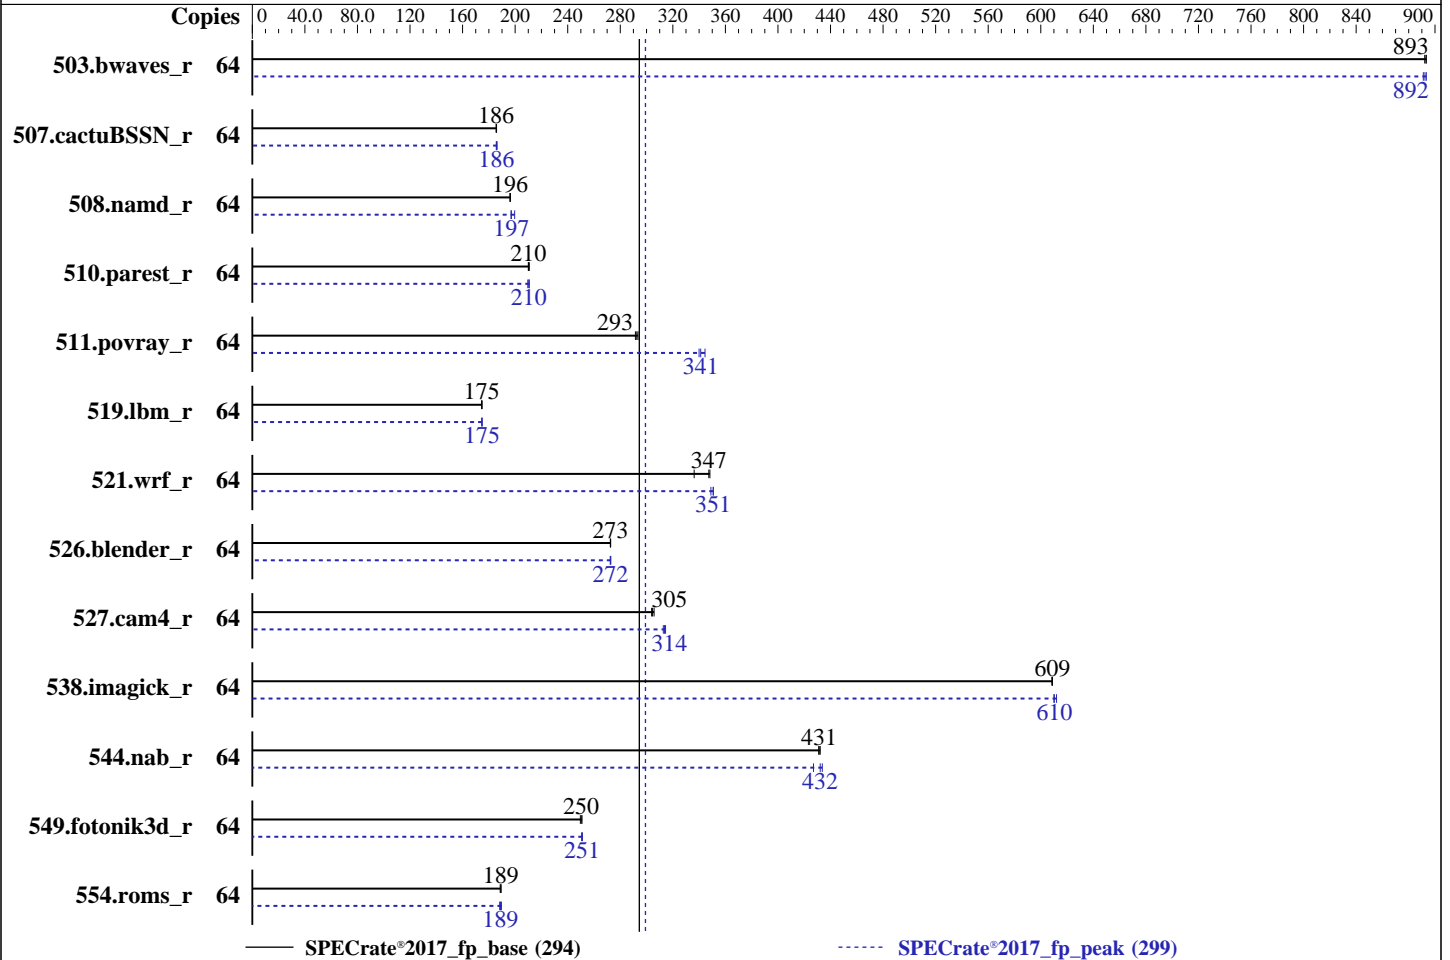 Copies 0 40.0 80.0 120 160 200 240 280 320 360 400 440 480 520 560 600 640 680 720 760 800 840 900
893
503.bwaves_r 64
892
186
507.cactuBSSN_r 64
186
196
508.namd_r 64
197
210
510.parest_r 64
210
293
511.povray_r 64
341
175
519.lbm_r 64
175
347
521.wrf_r 64
351
273
526.blender_r 64
272
305
527.cam4_r 64
314
609
538.imagick_r 64
610
431
544.nab_r 64
432
250
549.fotonik3d_r 64
251
189
554.roms_r 64
189
SPECrate®2017_fp_base (294) SPECrate®2017_fp_peak (299)